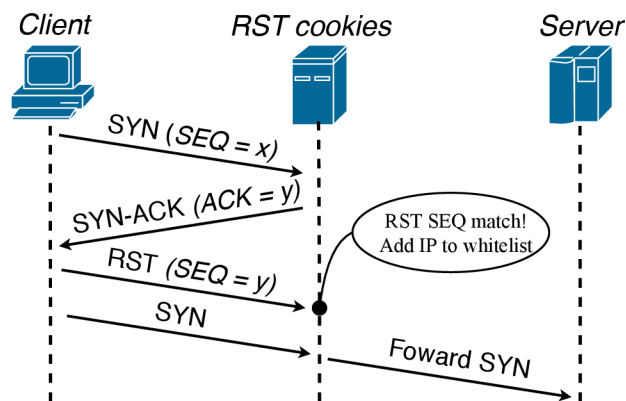 Client
RST cookies
Server
SYN (SEQ = x)
SYN-ACK (ACK = y)
RST SEQ match!
Add IP to whitelist
RST (SEQ = y)
SYN
Foward SYN